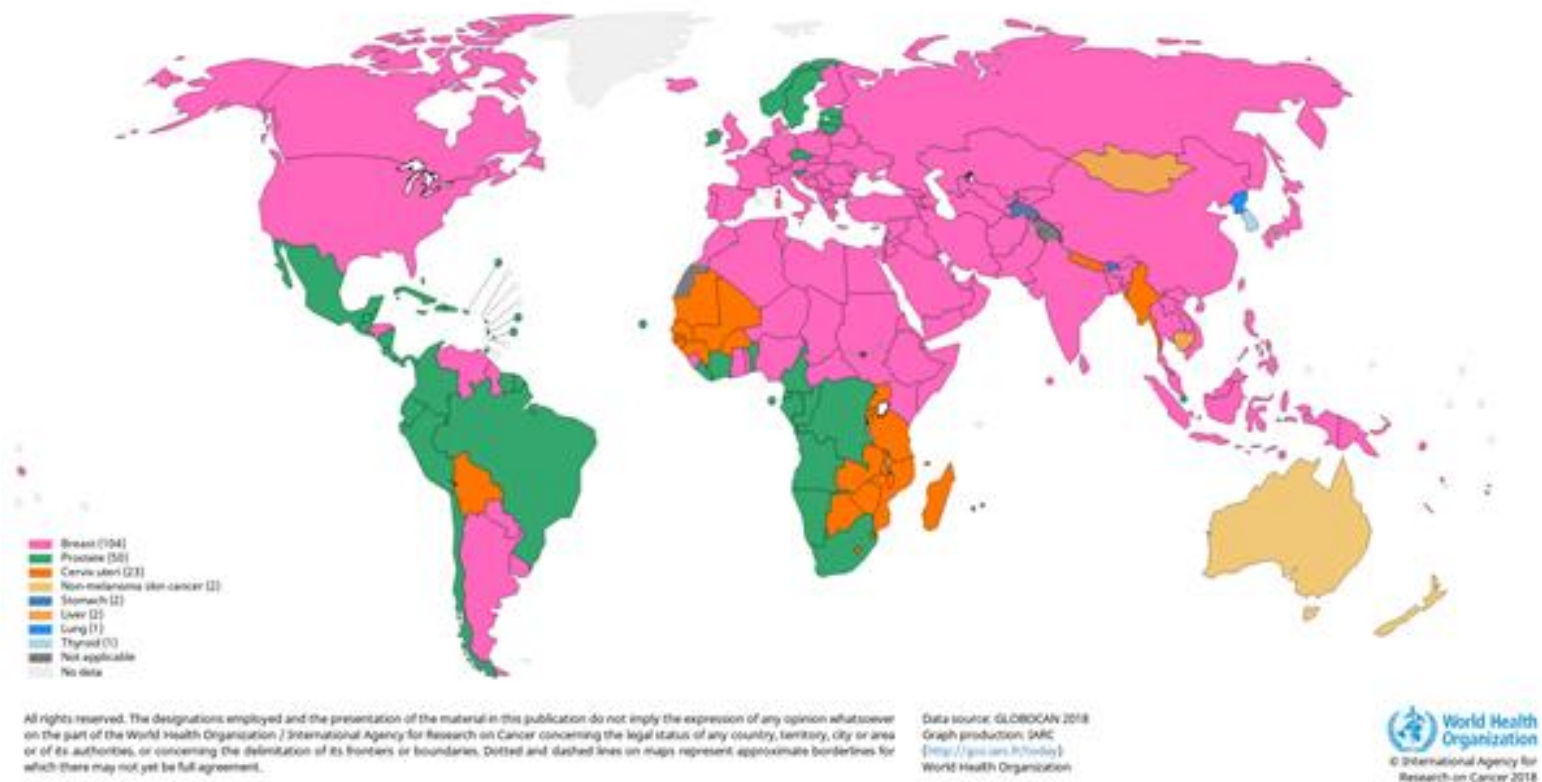 Breast (104)
Prostate (50)
Cervix uteri (23)
Non-melanoma skin cancer (2)
Stomach (2)
Liver (2)
Lung (1)
Thyroid (1)
Not applicable
No data
All rights reserved. The designations employed and the presentation of the material in this publication do not imply the expression of any opinion whatsoever
on the part of the World Health Organization / International Agency for Research on Cancer concerning the legal status of any country, territory, city or area
or of its authorities, or concerning the delimitation of its frontiers or boundaries. Dotted and dashed lines on maps represent approximate borderlines for
which there may not yet be full agreement.
Data source: GLOBOCAN 2018
Graph production: IARC
(http://gco.iarc.fr/today)
World Health Organization
World Health
Organization
© International Agency for
Research on Cancer 2018